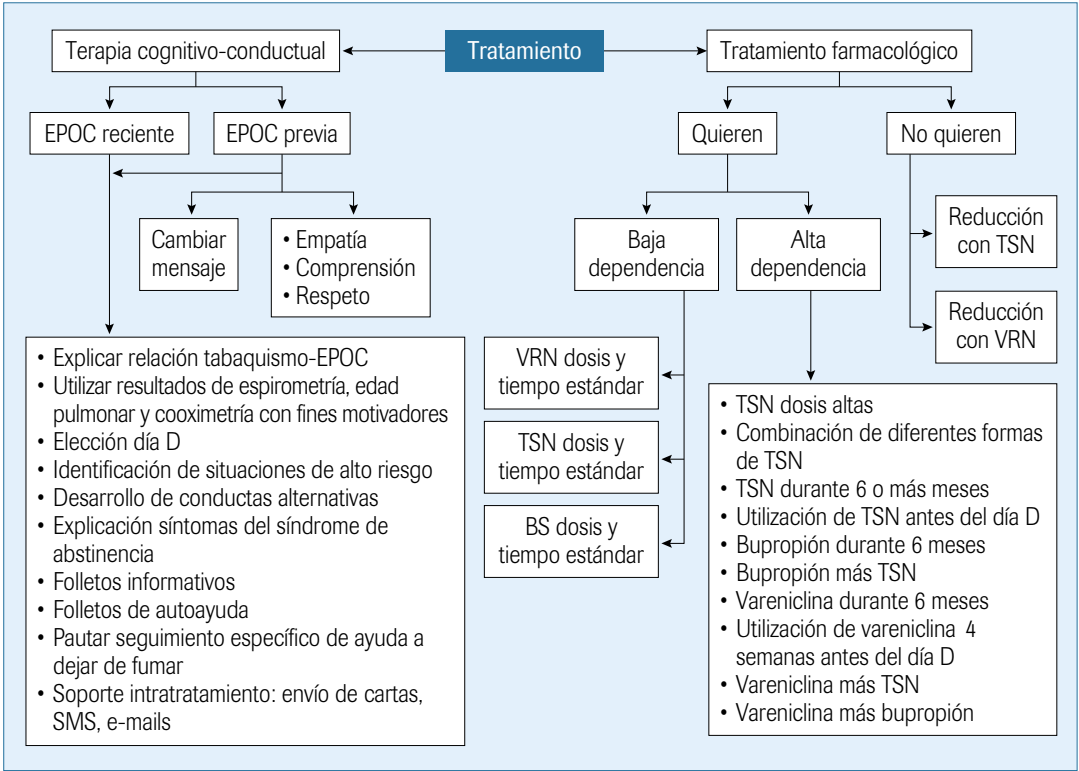 Terapia cognitivo-conductual
Tratamiento
Tratamiento farmacológico
EPOC reciente
EPOC previa
Quieren
No quieren
Cambiar
mensaje
• Empatía
• Comprensión
• Respeto
Baja
dependencia
Alta
dependencia
Reducción
con TSN
Reducción
con VRN
• Explicar relación tabaquismo-EPOC
• Utilizar resultados de espirometría, edad
pulmonar y cooximetría con fines motivadores
• Elección día D
• Identificación de situaciones de alto riesgo
• Desarrollo de conductas alternativas
• Explicación síntomas del síndrome de
abstinencia
• Folletos informativos
• Folletos de autoayuda
• Pautar seguimiento específico de ayuda a
dejar de fumar
• Soporte intratratamiento: envío de cartas,
SMS, e-mails
VRN dosis y
tiempo estándar
TSN dosis y
tiempo estándar
BS dosis y
tiempo estándar
• TSN dosis altas
• Combinación de diferentes formas
de TSN
• TSN durante 6 o más meses
• Utilización de TSN antes del día D
• Bupropión durante 6 meses
• Bupropión más TSN
• Vareniclina durante 6 meses
• Utilización de vareniclina 4
semanas antes del día D
• Vareniclina más TSN
• Vareniclina más bupropión